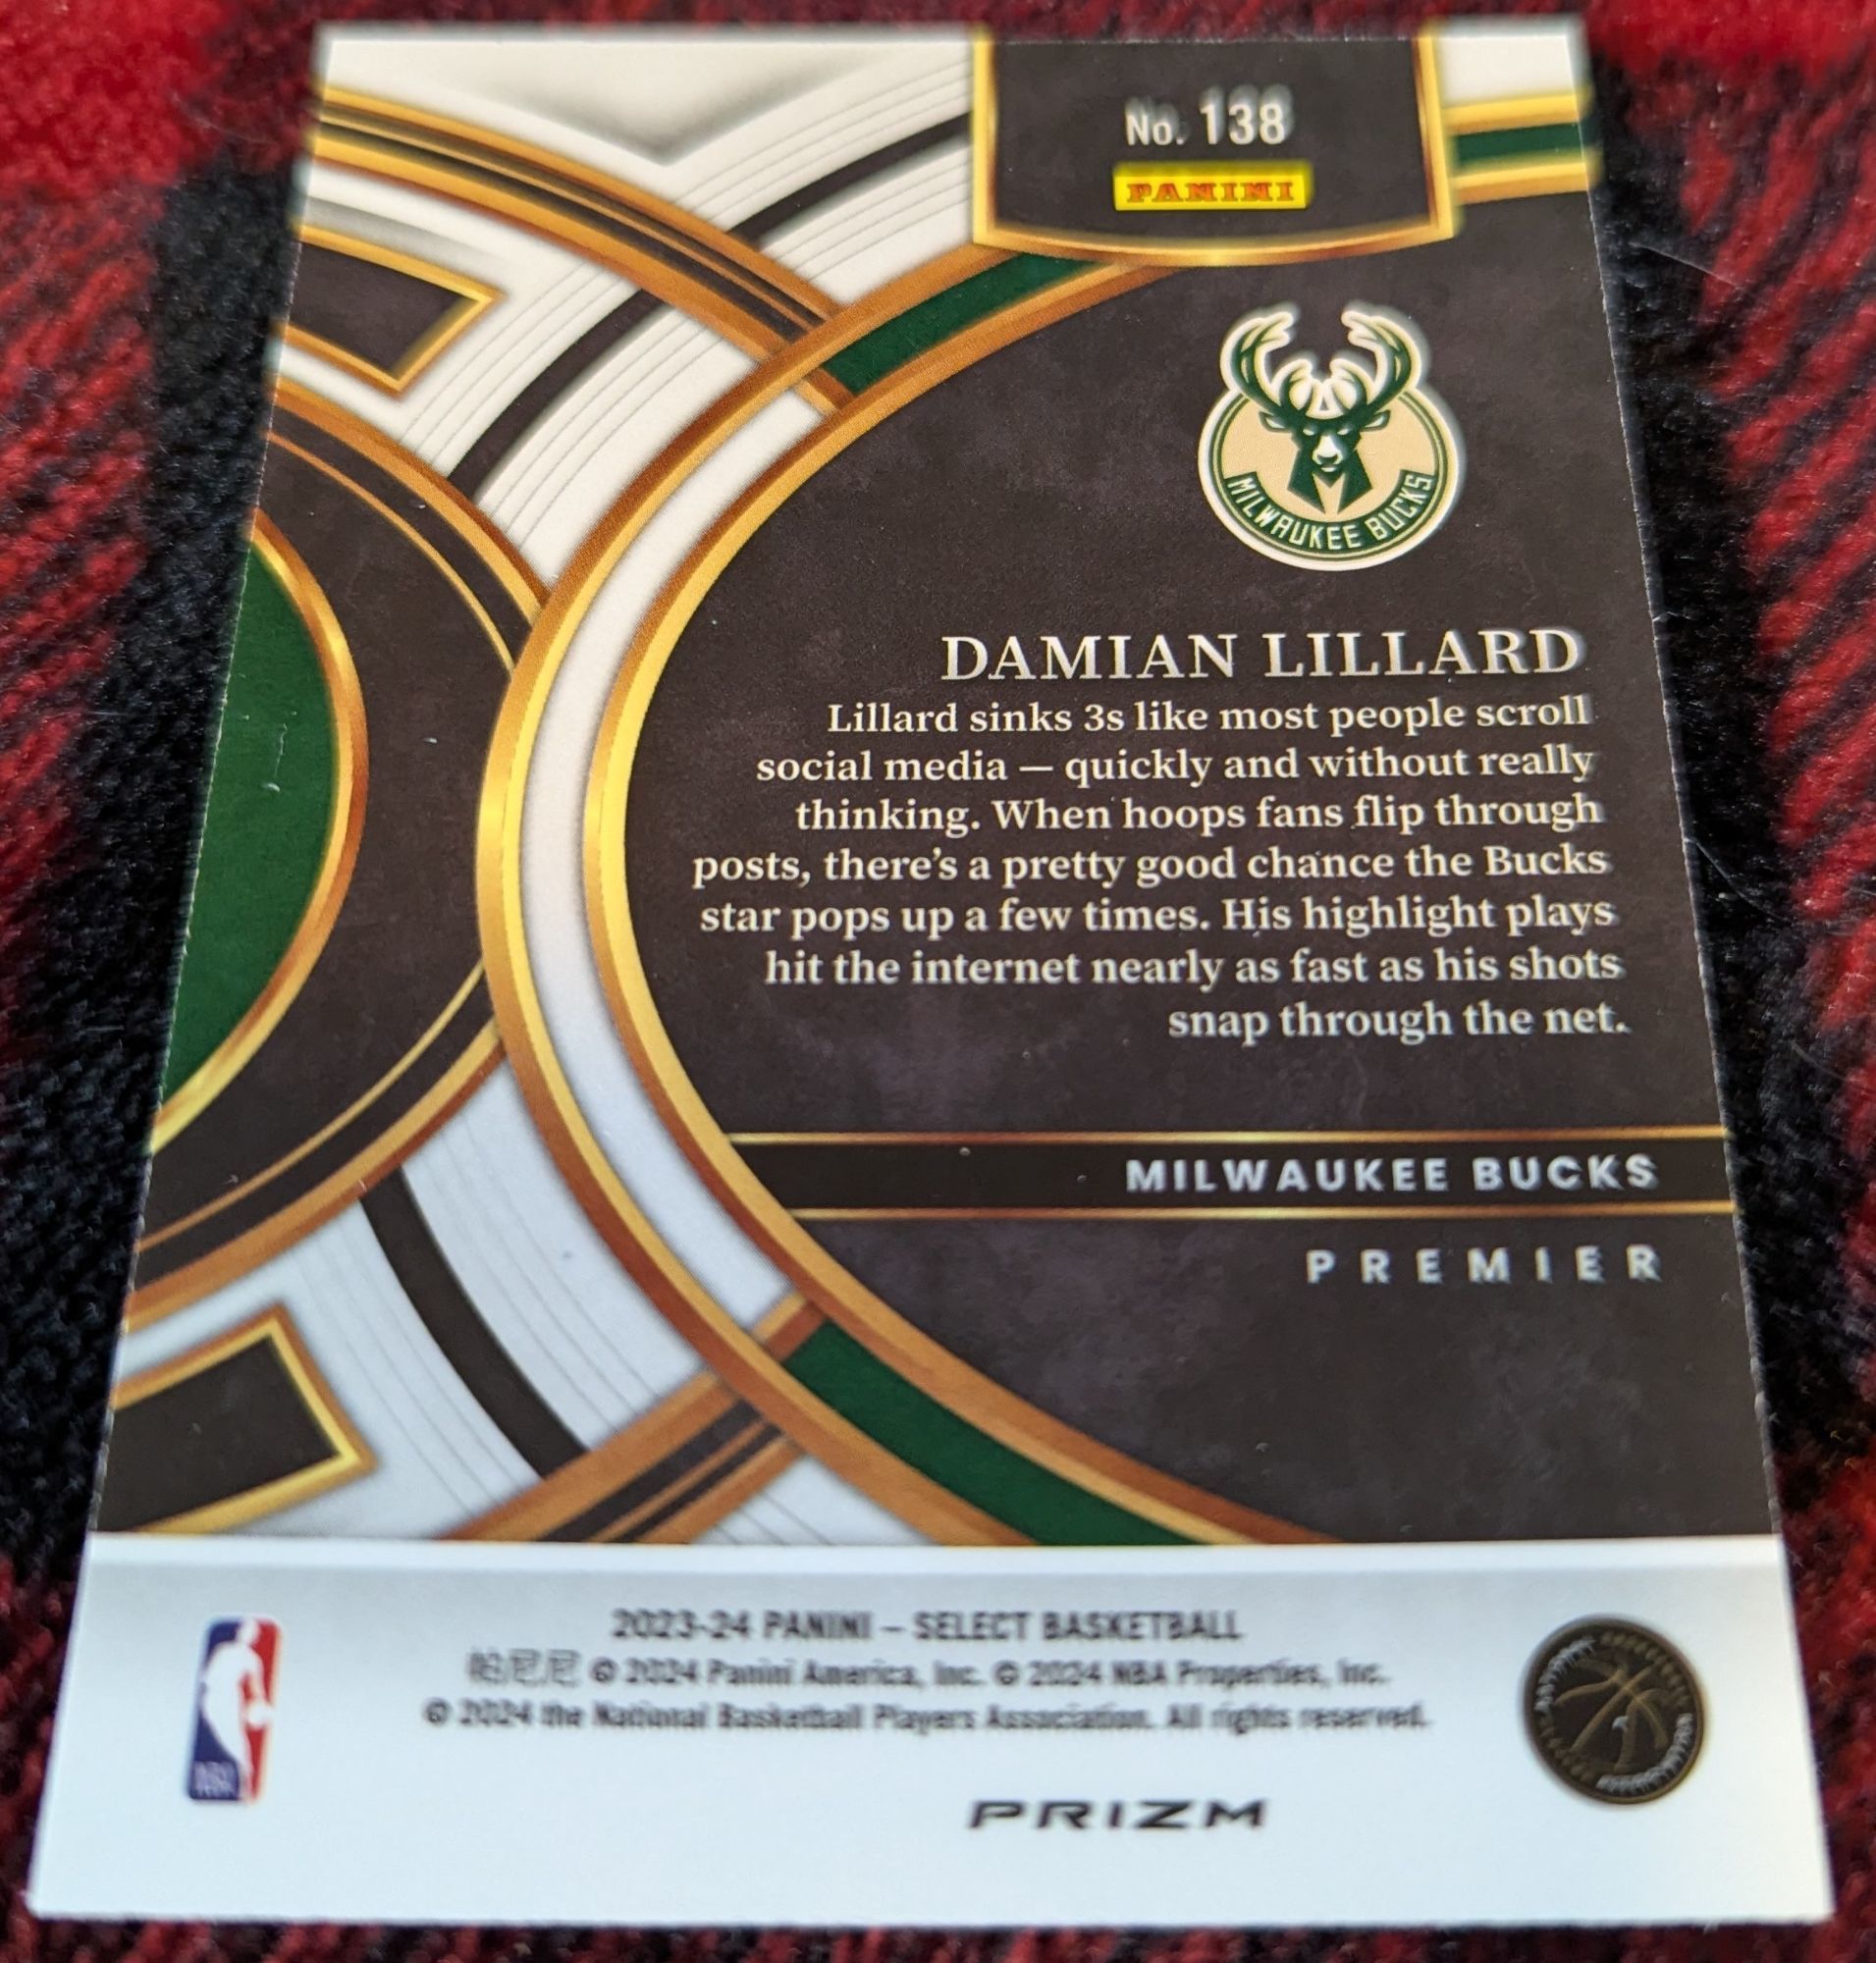 No. 138
PANINI
MILWAUKEE BUCKS
DAMIAN LILLARD
Lillard sinks 3s like most people scroll
social media — quickly and without really
thinking. When hoops fans flip through
posts, there's a pretty good chance the Bucks
star pops up a few times. His highlight plays
hit the internet nearly as fast as his shots
snap through the net.
MILWAUKEE BUCKS
PREMIER
2023-24 PANINI – SELECT BASKETBALL
帕尼尼 © 2024 Panini America, Inc. © 2024 NBA Properties, Inc.
© 2024 the National Basketball Players Association. All rights reserved.
NBA
PRIZM